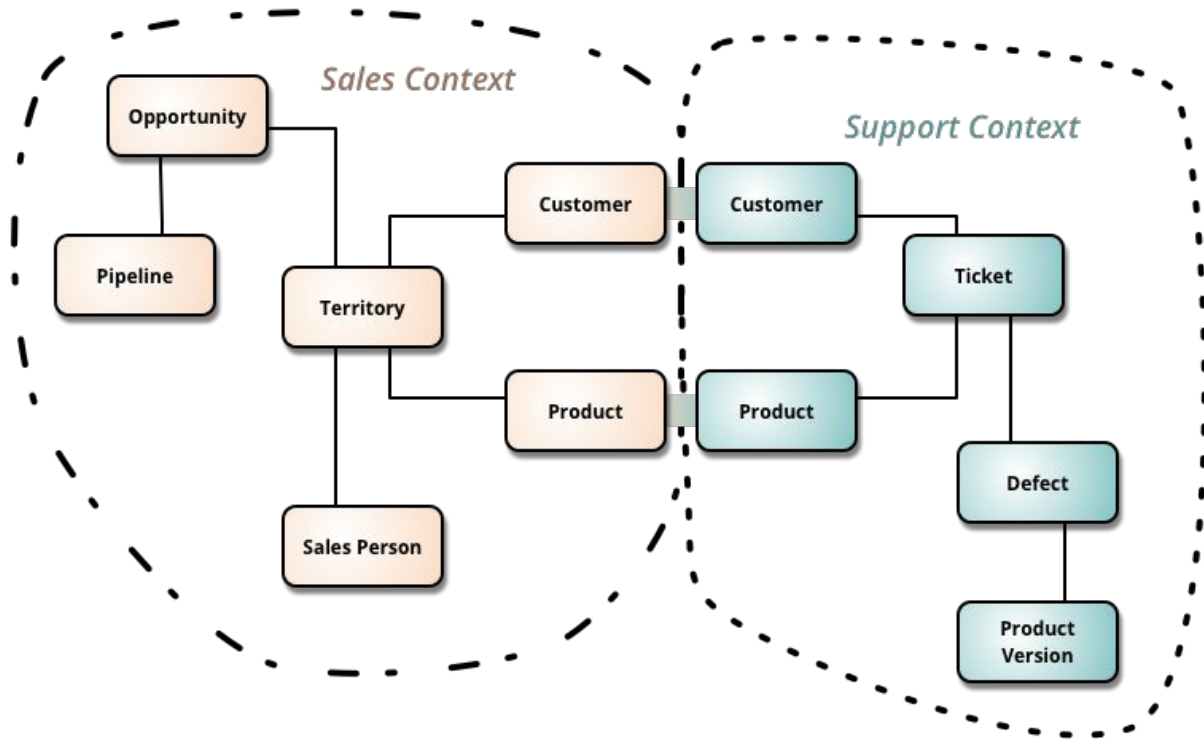 Sales Context
Opportunity
Support Context
Customer
Customer
Pipeline
Ticket
Territory
Product
Product
Defect
Sales Person
Product
Version